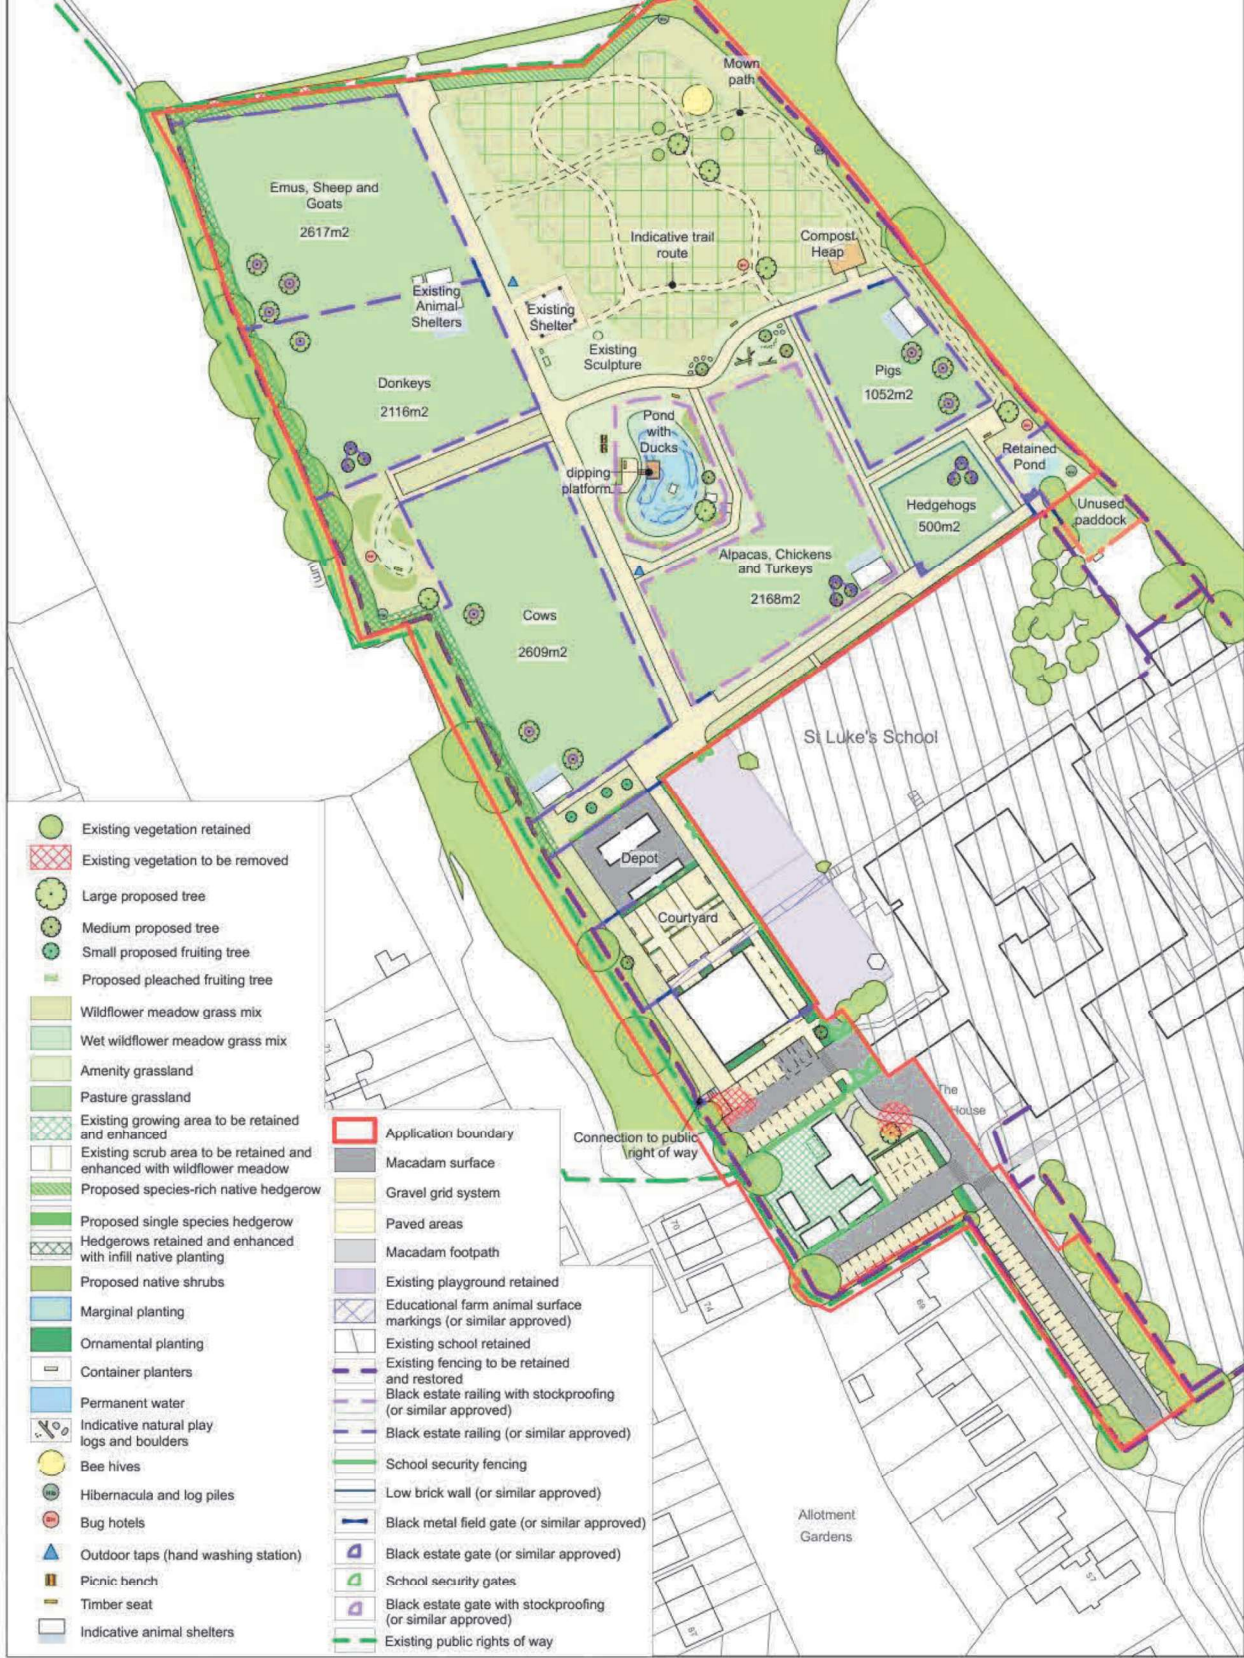 Mown
path
Emus, Sheep and
Goats
2617m2
Indicative trail
route
Compost
Heap
Existing
Animal
Shelters
Existing
Shelter
Existing
Sculpture
Donkeys
2116m2
Pigs
1052m2
Pond
with
Ducks
dipping
platform
Retained
Pond
Hedgehogs
500m2
Unused
paddock
Alpacas, Chickens
and Turkeys
2168m2
(um)
Cows
2609m2
St Luke's School
Depot
Courtyard
The
House
Connection to public
right of way
71
70
74
69
57
87
Allotment
Gardens
Existing vegetation retained
Existing vegetation to be removed
Large proposed tree
Medium proposed tree
Small proposed fruiting tree
Proposed pleached fruiting tree
Wildflower meadow grass mix
Wet wildflower meadow grass mix
Amenity grassland
Pasture grassland
Existing growing area to be retained
and enhanced
Existing scrub area to be retained and
enhanced with wildflower meadow
Proposed species-rich native hedgerow
Proposed single species hedgerow
Hedgerows retained and enhanced
with infill native planting
Proposed native shrubs
Marginal planting
Ornamental planting
Container planters
Permanent water
Indicative natural play
logs and boulders
Bee hives
Hibernacula and log piles
Bug hotels
Outdoor taps (hand washing station)
Picnic bench
Timber seat
Indicative animal shelters
Application boundary
Macadam surface
Gravel grid system
Paved areas
Macadam footpath
Existing playground retained
Educational farm animal surface
markings (or similar approved)
Existing school retained
Existing fencing to be retained
and restored
Black estate railing with stockproofing
(or similar approved)
Black estate railing (or similar approved)
School security fencing
Low brick wall (or similar approved)
Black metal field gate (or similar approved)
Black estate gate (or similar approved)
School security gates
Black estate gate with stockproofing
(or similar approved)
Existing public rights of way